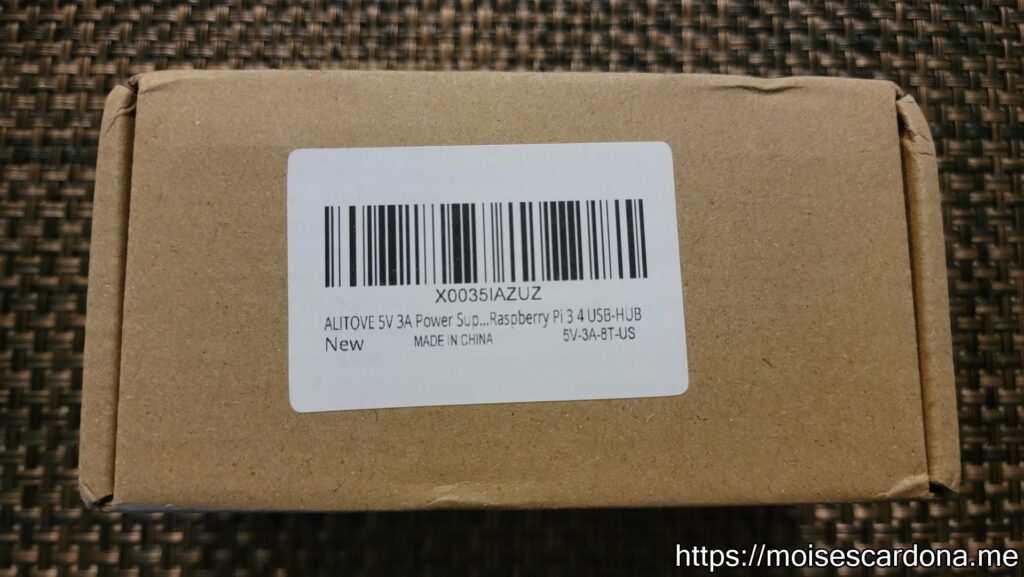 X0035IAZUZ
ALITOVE 5V 3A Power Sup...Raspberry Pi 3 4 USB-HUB
New MADE IN CHINA 5V-3A-8T-US
https://moisescardona.me